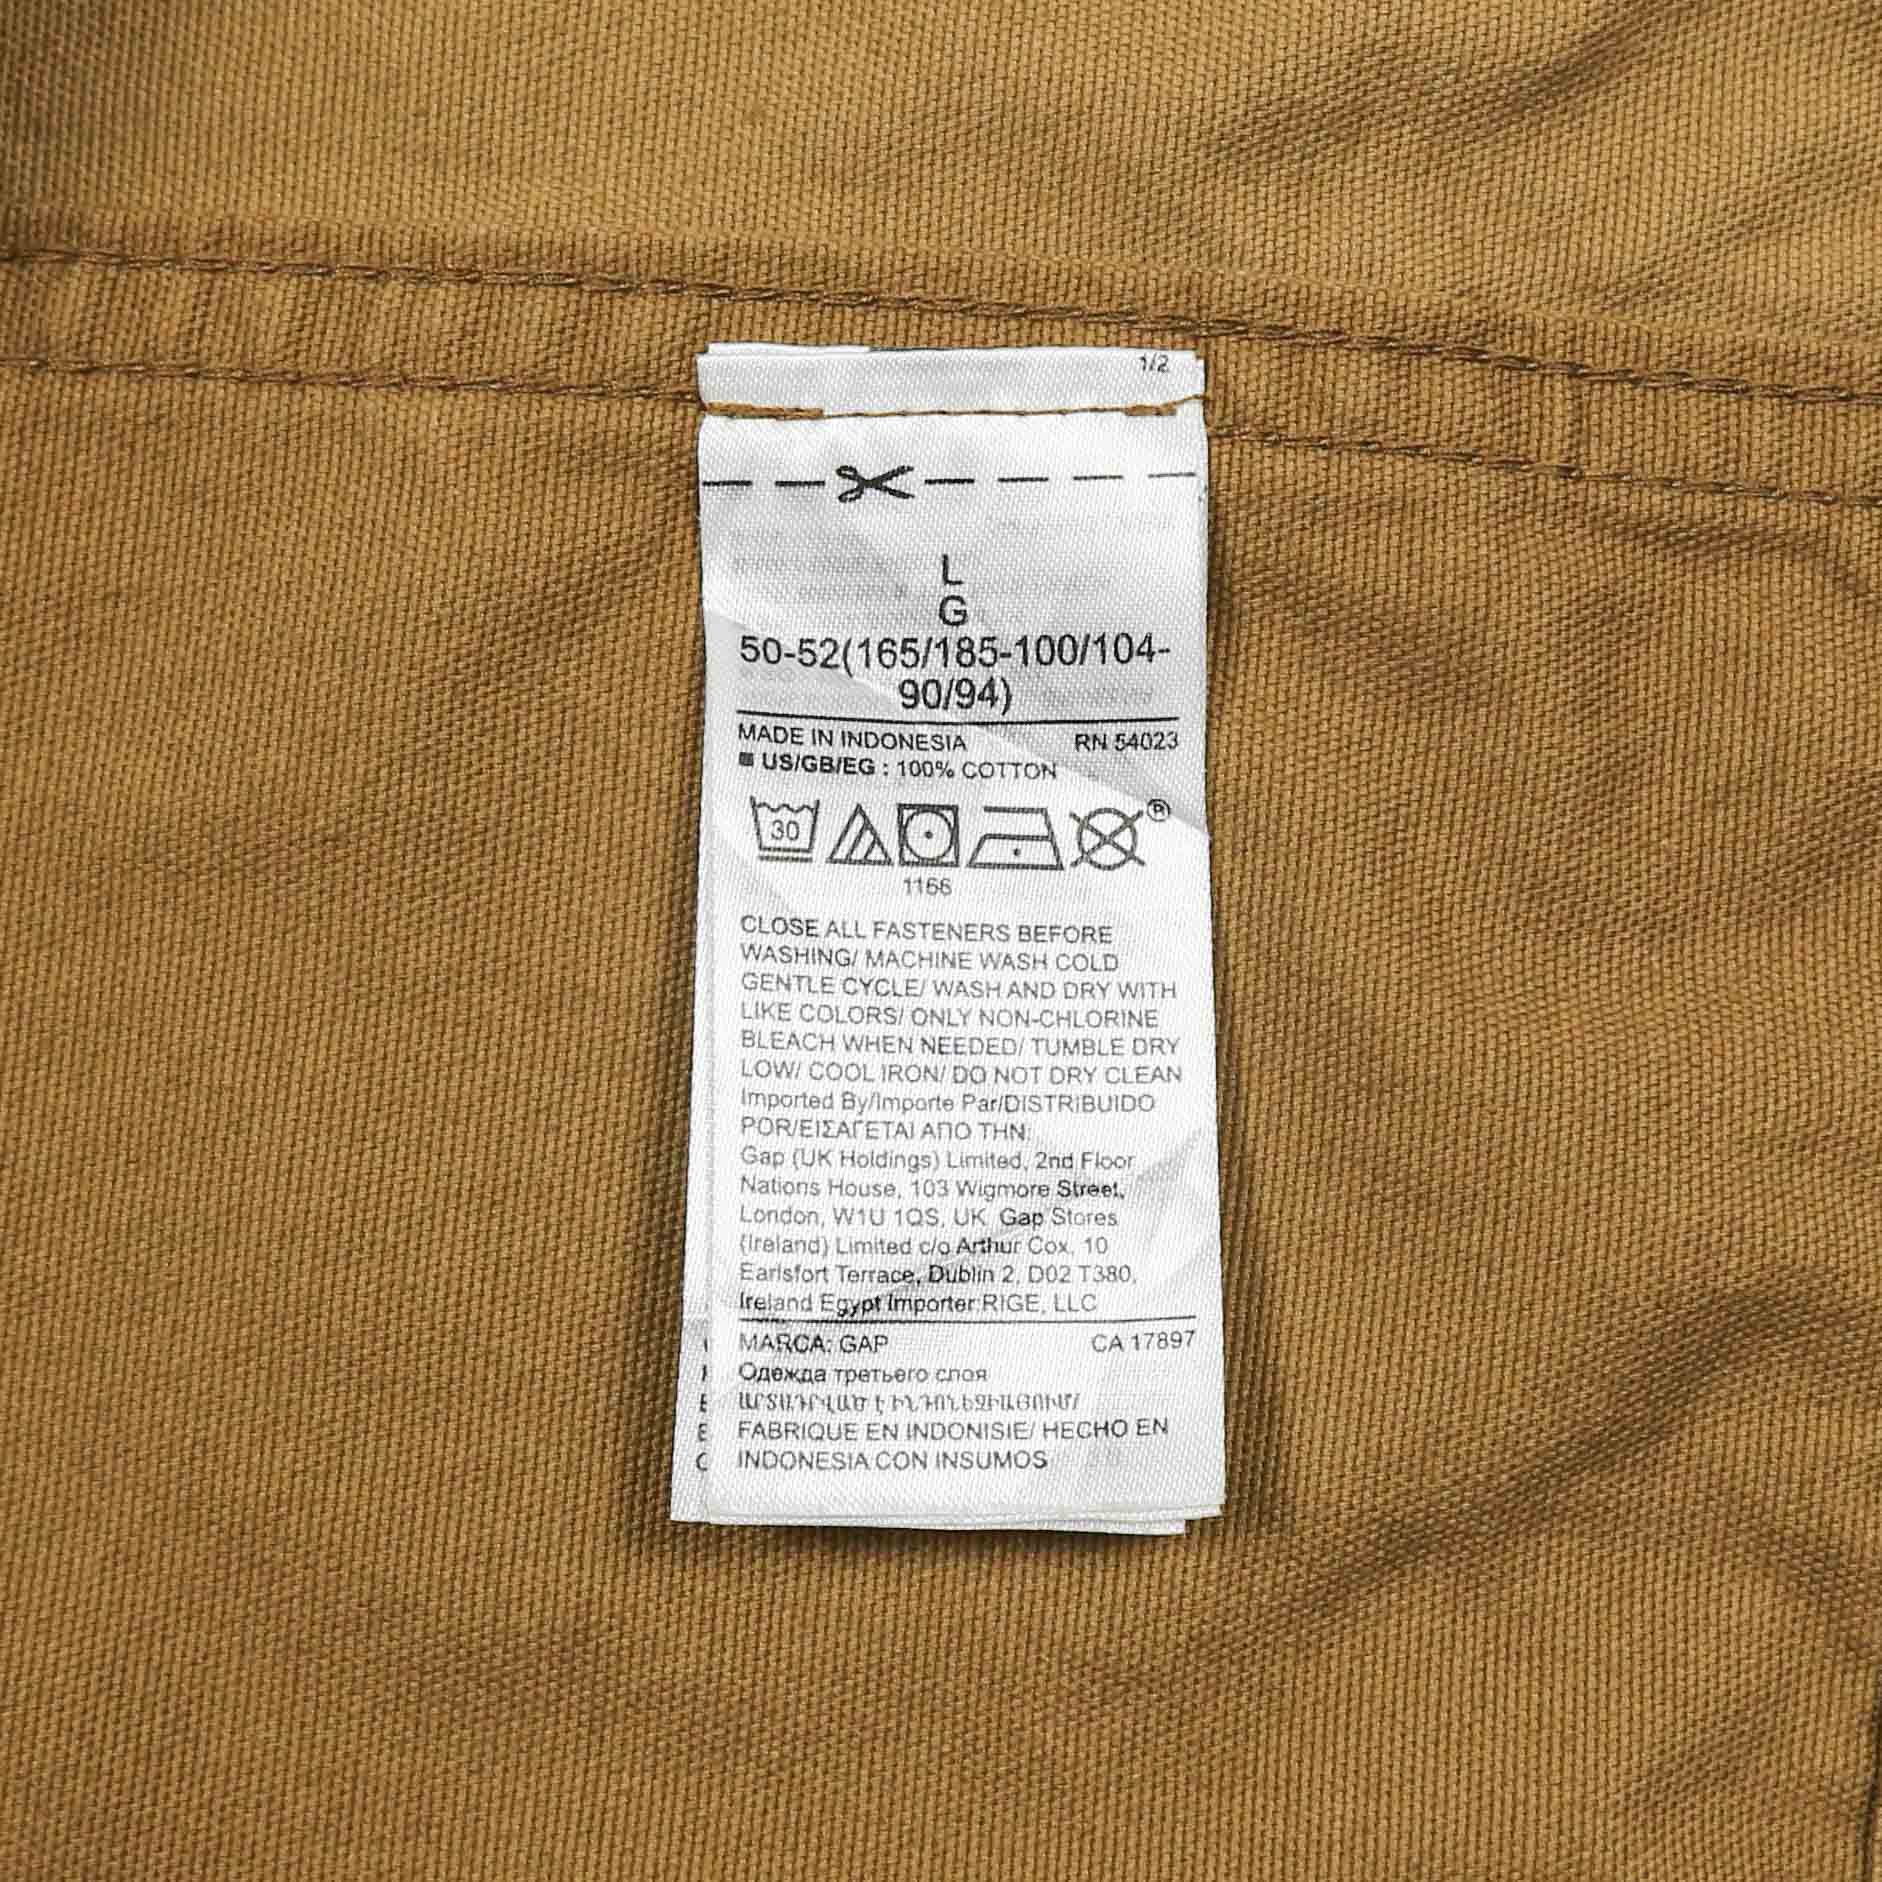 1/2
L
G
50-52(165/185-100/104-
90/94)
MADE IN INDONESIA RN 54023
US/GB/EG : 100% COTTON
30 ®
1166
CLOSE ALL FASTENERS BEFORE
WASHING/ MACHINE WASH COLD
GENTLE CYCLE/ WASH AND DRY WITH
LIKE COLORS/ ONLY NON-CHLORINE
BLEACH WHEN NEEDED/ TUMBLE DRY
LOW/ COOL IRON/ DO NOT DRY CLEAN
Imported By/Importe Par/DISTRIBUIDO
POR/ΕΙΣΑΓΕΤΑΙ ΑΠΟ ΤΗΝ:
Gap (UK Holdings) Limited, 2nd Floor
Nations House, 103 Wigmore Street,
London, W1U 1QS, UK Gap Stores
(Ireland) Limited c/o Arthur Cox, 10
Earlsfort Terrace, Dublin 2, D02 T380,
Ireland Egypt Importer:RIGE, LLC
MARCA: GAP CA 17897
Одежда третьего слоя
ԱՐՏԱԴՐՎԱԾ Է ԻՆԴՈՆԵԶԻԱՅՈՒՄ/
FABRIQUE EN INDONISIE/ HECHO EN
INDONESIA CON INSUMOS